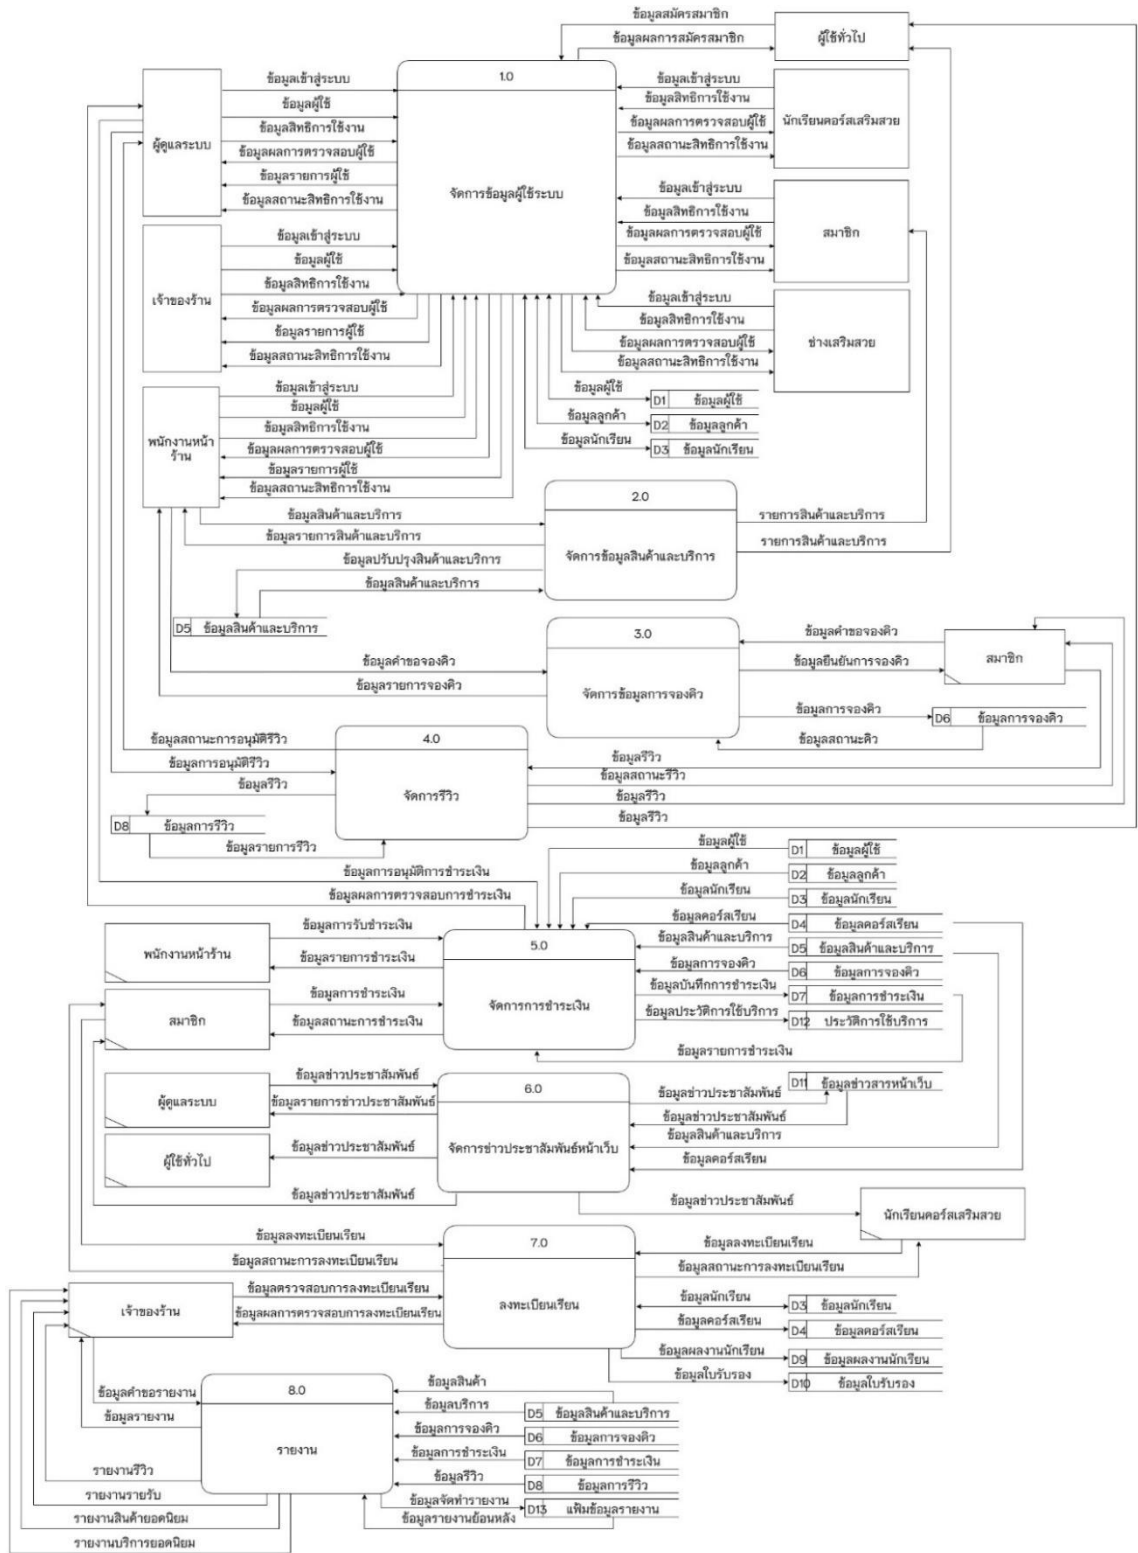 ข้อมูลสมัครสมาชิก
ข้อมูลผลการสมัครสมาชิก
ผู้ใช้ทั่วไป
1.0
จัดการข้อมูลผู้ใช้ระบบ
ผู้ดูแลระบบ
ข้อมูลเข้าสู่ระบบ
ข้อมูลผู้ใช้
ข้อมูลสิทธิการใช้งาน
ข้อมูลผลการตรวจสอบผู้ใช้
ข้อมูลรายการผู้ใช้
ข้อมูลสถานะสิทธิการใช้งาน
ข้อมูลเข้าสู่ระบบ
ข้อมูลสิทธิการใช้งาน
ข้อมูลผลการตรวจสอบผู้ใช้
ข้อมูลสถานะสิทธิการใช้งาน
นักเรียนคอร์สเสริมสวย
ข้อมูลเข้าสู่ระบบ
ข้อมูลสิทธิการใช้งาน
ข้อมูลผลการตรวจสอบผู้ใช้
ข้อมูลสถานะสิทธิการใช้งาน
สมาชิก
เจ้าของร้าน
ข้อมูลเข้าสู่ระบบ
ข้อมูลผู้ใช้
ข้อมูลสิทธิการใช้งาน
ข้อมูลผลการตรวจสอบผู้ใช้
ข้อมูลรายการผู้ใช้
ข้อมูลสถานะสิทธิการใช้งาน
ข้อมูลเข้าสู่ระบบ
ข้อมูลสิทธิการใช้งาน
ข้อมูลผลการตรวจสอบผู้ใช้
ข้อมูลสถานะสิทธิการใช้งาน
ช่างเสริมสวย
พนักงานหน้า
ร้าน
ข้อมูลเข้าสู่ระบบ
ข้อมูลผู้ใช้
ข้อมูลสิทธิการใช้งาน
ข้อมูลผลการตรวจสอบผู้ใช้
ข้อมูลรายการผู้ใช้
ข้อมูลสถานะสิทธิการใช้งาน
ข้อมูลผู้ใช้
D1 ข้อมูลผู้ใช้
ข้อมูลลูกค้า
D2 ข้อมูลลูกค้า
ข้อมูลนักเรียน
D3 ข้อมูลนักเรียน
2.0
จัดการข้อมูลสินค้าและบริการ
ข้อมูลสินค้าและบริการ
ข้อมูลรายการสินค้าและบริการ
ข้อมูลปรับปรุงสินค้าและบริการ
ข้อมูลสินค้าและบริการ
รายการสินค้าและบริการ
รายการสินค้าและบริการ
D5 ข้อมูลสินค้าและบริการ
3.0
จัดการข้อมูลการจองคิว
ข้อมูลคำขอจองคิว
ข้อมูลรายการจองคิว
ข้อมูลคำขอจองคิว
ข้อมูลยืนยันการจองคิว
สมาชิก
ข้อมูลการจองคิว
D6 ข้อมูลการจองคิว
ข้อมูลสถานะคิว
4.0
จัดการรีวิว
ข้อมูลสถานะการอนุมัติรีวิว
ข้อมูลการอนุมัติรีวิว
ข้อมูลรีวิว
D8 ข้อมูลการรีวิว
ข้อมูลรายการรีวิว
ข้อมูลรีวิว
ข้อมูลสถานะรีวิว
ข้อมูลรีวิว
ข้อมูลรีวิว
ข้อมูลการอนุมัติการชำระเงิน
ข้อมูลผลการตรวจสอบการชำระเงิน
ข้อมูลผู้ใช้
D1 ข้อมูลผู้ใช้
ข้อมูลลูกค้า
D2 ข้อมูลลูกค้า
ข้อมูลนักเรียน
D3 ข้อมูลนักเรียน
ข้อมูลคอร์สเรียน
D4 ข้อมูลคอร์สเรียน
ข้อมูลสินค้าและบริการ
D5 ข้อมูลสินค้าและบริการ
ข้อมูลการจองคิว
D6 ข้อมูลการจองคิว
ข้อมูลบันทึกการชำระเงิน
D7 ข้อมูลการชำระเงิน
ข้อมูลประวัติการใช้บริการ
D12 ประวัติการใช้บริการ
ข้อมูลรายการชำระเงิน
5.0
จัดการการชำระเงิน
พนักงานหน้าร้าน
ข้อมูลการรับชำระเงิน
ข้อมูลรายการชำระเงิน
สมาชิก
ข้อมูลการชำระเงิน
ข้อมูลสถานะการชำระเงิน
6.0
จัดการข่าวประชาสัมพันธ์หน้าเว็บ
ผู้ดูแลระบบ
ข้อมูลข่าวประชาสัมพันธ์
ข้อมูลรายการข่าวประชาสัมพันธ์
ผู้ใช้ทั่วไป
ข้อมูลข่าวประชาสัมพันธ์
ข้อมูลข่าวประชาสัมพันธ์
ข้อมูลข่าวประชาสัมพันธ์
D11 ข้อมูลข่าวสารหน้าเว็บ
ข้อมูลข่าวประชาสัมพันธ์
ข้อมูลสินค้าและบริการ
ข้อมูลคอร์สเรียน
ข้อมูลข่าวประชาสัมพันธ์
นักเรียนคอร์สเสริมสวย
7.0
ลงทะเบียนเรียน
ข้อมูลลงทะเบียนเรียน
ข้อมูลสถานะการลงทะเบียนเรียน
ข้อมูลลงทะเบียนเรียน
ข้อมูลสถานะการลงทะเบียนเรียน
เจ้าของร้าน
ข้อมูลตรวจสอบการลงทะเบียนเรียน
ข้อมูลผลการตรวจสอบการลงทะเบียนเรียน
ข้อมูลนักเรียน
D3 ข้อมูลนักเรียน
ข้อมูลคอร์สเรียน
D4 ข้อมูลคอร์สเรียน
ข้อมูลผลงานนักเรียน
D9 ข้อมูลผลงานนักเรียน
ข้อมูลใบรับรอง
D10 ข้อมูลใบรับรอง
8.0
รายงาน
ข้อมูลคำขอรายงาน
ข้อมูลรายงาน
รายงานรีวิว
รายงานรายรับ
รายงานสินค้ายอดนิยม
รายงานบริการยอดนิยม
ข้อมูลสินค้า
ข้อมูลบริการ
D5 ข้อมูลสินค้าและบริการ
ข้อมูลการจองคิว
D6 ข้อมูลการจองคิว
ข้อมูลการชำระเงิน
D7 ข้อมูลการชำระเงิน
ข้อมูลรีวิว
D8 ข้อมูลการรีวิว
ข้อมูลจัดทำรายงาน
D13 แฟ้มข้อมูลรายงาน
ข้อมูลรายงานย้อนหลัง